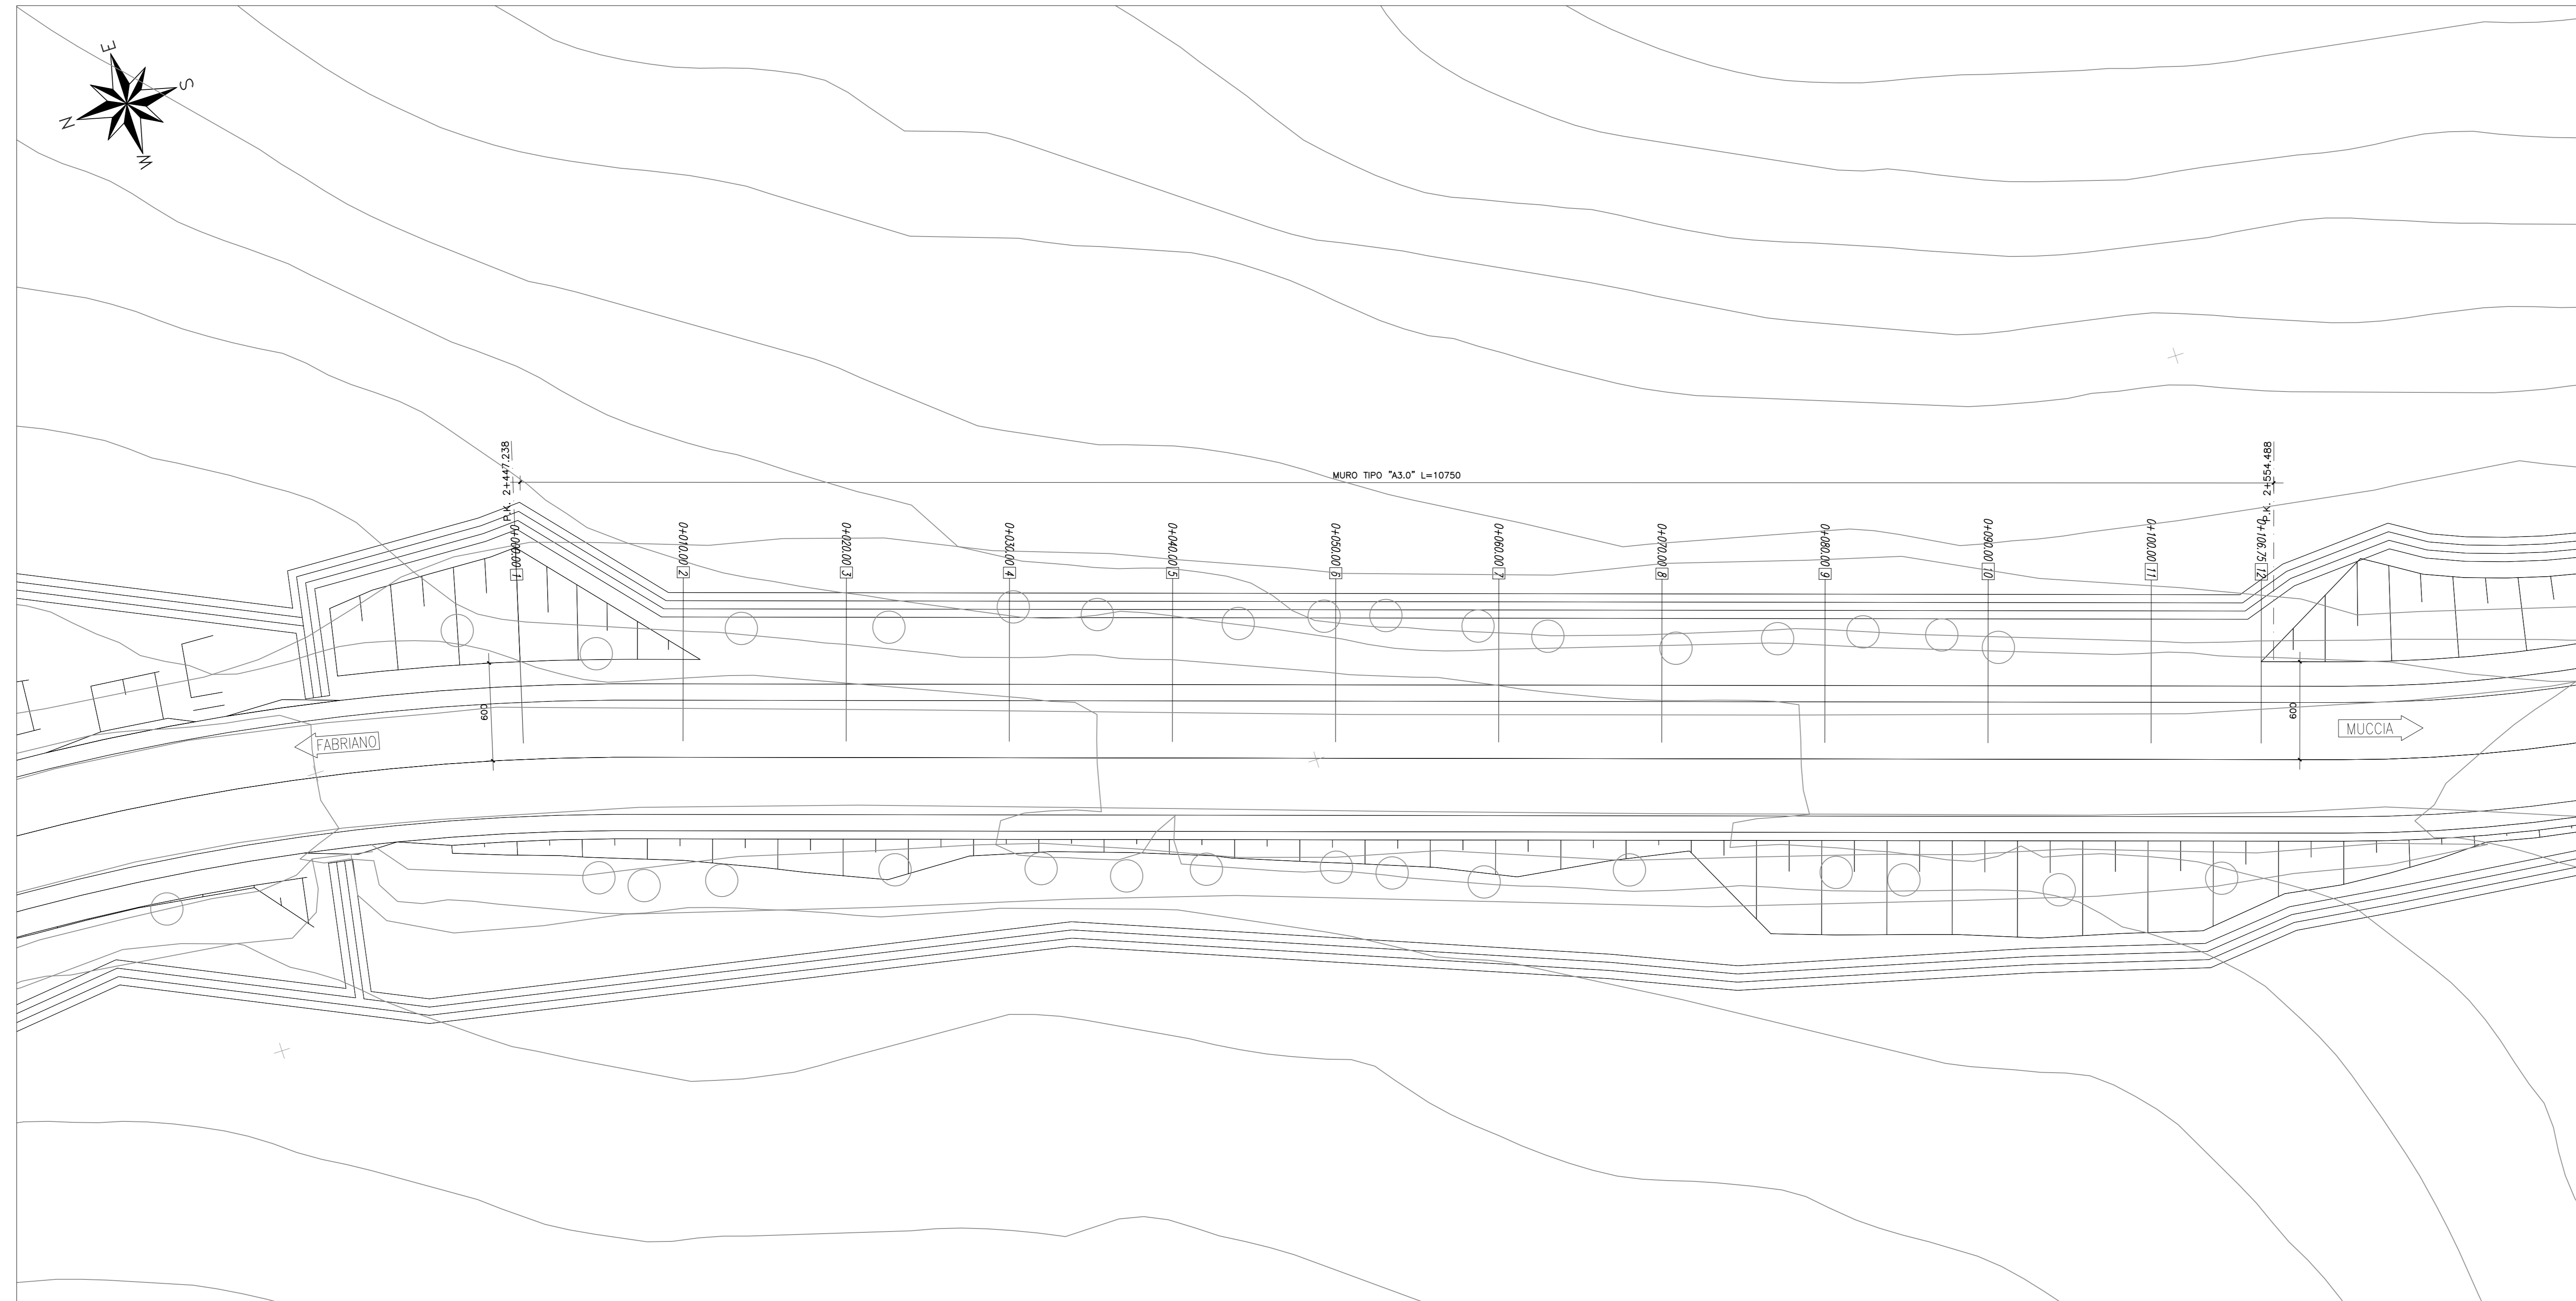 E
S
N
W
P.K. 2+447.238
MURO TIPO "A3.0" L=10750
P.K. 2+554.488
0+000.00 1
0+010.00 2
0+020.00 3
0+030.00 4
0+040.00 5
0+050.00 6
0+060.00 7
0+070.00 8
0+080.00 9
0+090.00 10
0+100.00 11
0+106.75 12
600
600
FABRIANO
MUCCIA